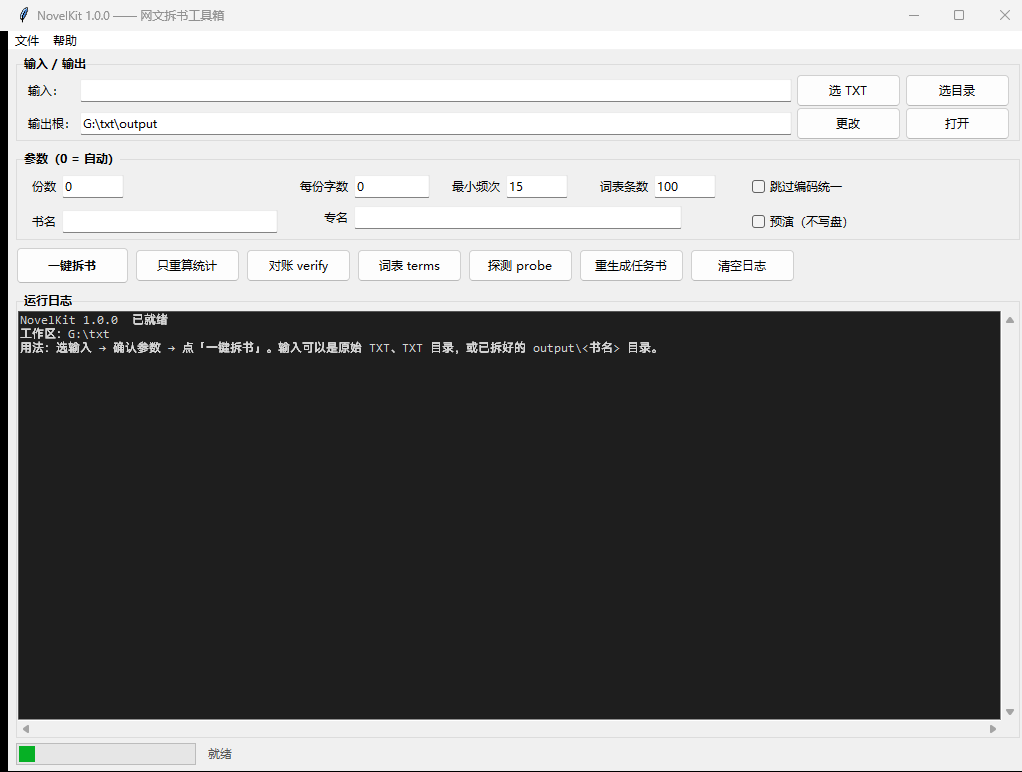 NovelKit 1.0.0 —— 网文拆书工具箱
文件 帮助
输入 / 输出
输入： 选 TXT 选目录
输出根： G:\txt\output 更改 打开
参数（0 = 自动）
份数 0 每份字数 0 最小频次 15 词表条数 100 跳过编码统一
书名 专名 预演（不写盘）
一键拆书 只重算统计 对账 verify 词表 terms 探测 probe 重生成任务书 清空日志
运行日志
NovelKit 1.0.0 已就绪
工作区：G:\txt
用法：选输入 → 确认参数 → 点「一键拆书」。输入可以是原始 TXT、TXT 目录，或已拆好的 output\<书名> 目录。
就绪